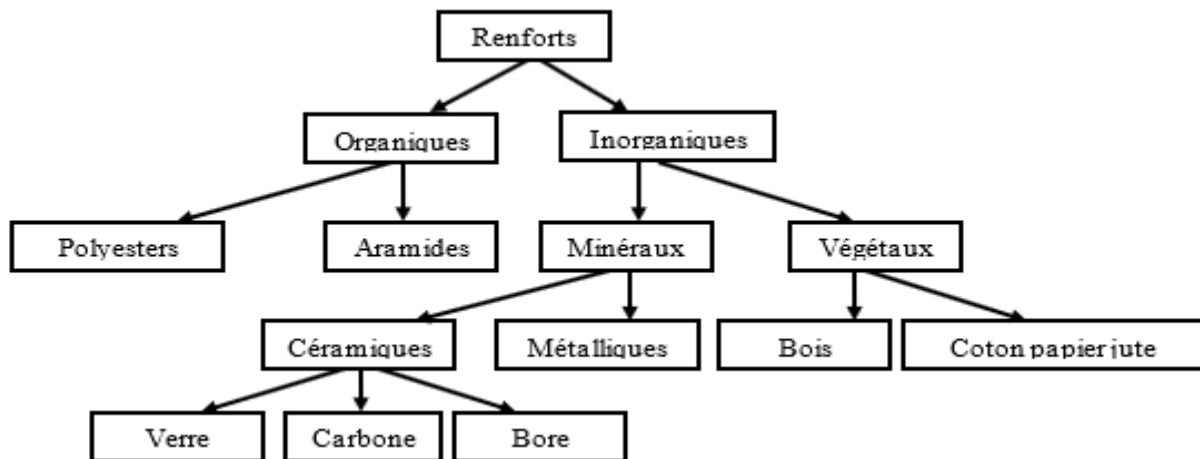 Renforts
Organiques
Inorganiques
Polyesters
Aramides
Minéraux
Végétaux
Céramiques
Métalliques
Bois
Coton papier jute
Verre
Carbone
Bore